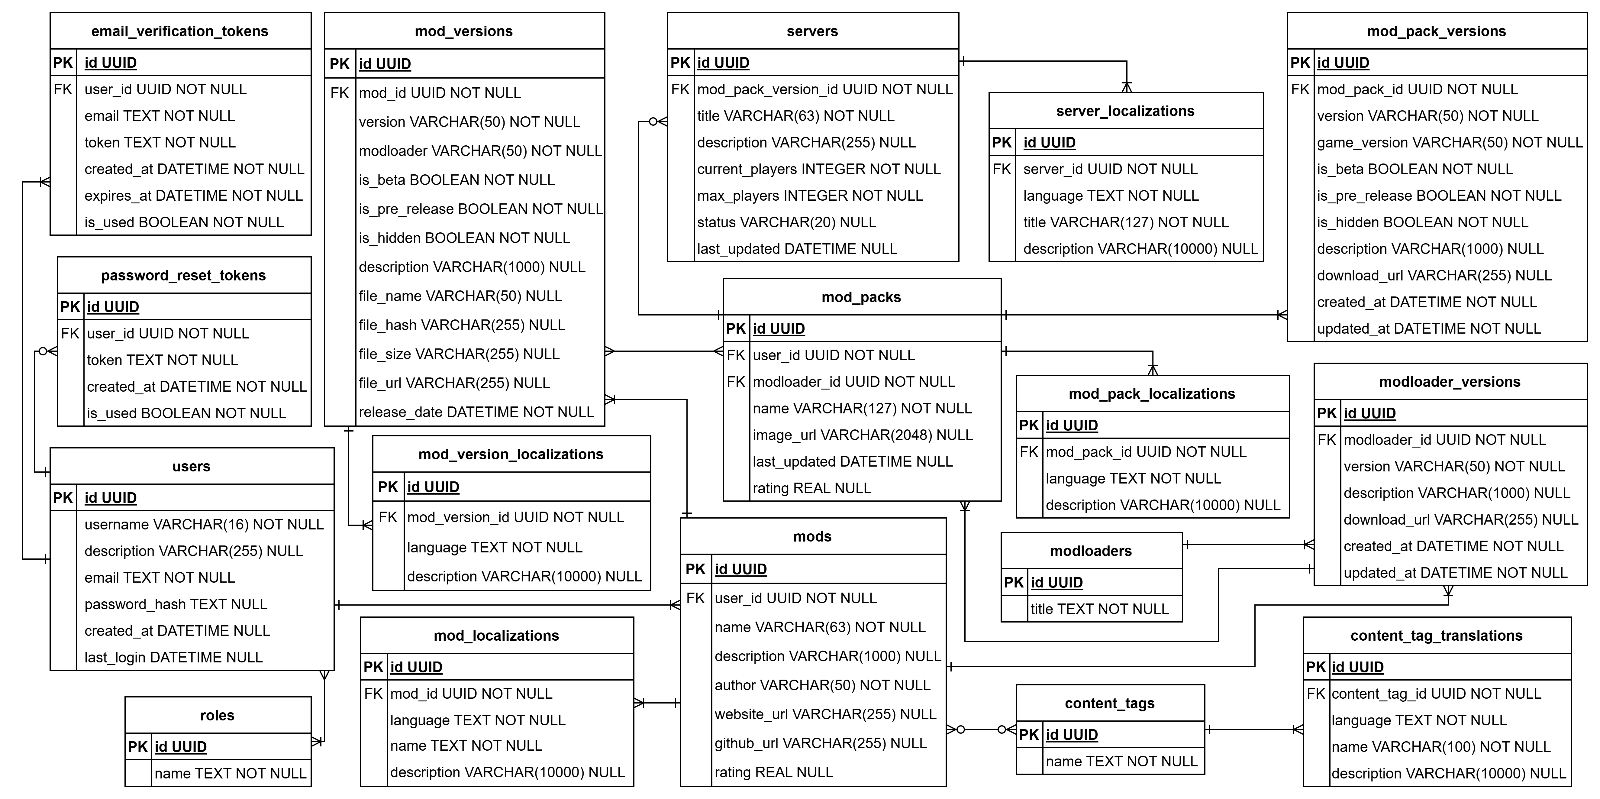 email_verification_tokens
PK id UUID
FK user_id UUID NOT NULL
email TEXT NOT NULL
token TEXT NOT NULL
created_at DATETIME NOT NULL
expires_at DATETIME NOT NULL
is_used BOOLEAN NOT NULL
password_reset_tokens
PK id UUID
FK user_id UUID NOT NULL
token TEXT NOT NULL
created_at DATETIME NOT NULL
is_used BOOLEAN NOT NULL
users
PK id UUID
username VARCHAR(16) NOT NULL
description VARCHAR(255) NULL
email TEXT NOT NULL
password_hash TEXT NULL
created_at DATETIME NULL
last_login DATETIME NULL
roles
PK id UUID
name TEXT NOT NULL
mod_versions
PK id UUID
FK mod_id UUID NOT NULL
version VARCHAR(50) NOT NULL
modloader VARCHAR(50) NOT NULL
is_beta BOOLEAN NOT NULL
is_pre_release BOOLEAN NOT NULL
is_hidden BOOLEAN NOT NULL
description VARCHAR(1000) NULL
file_name VARCHAR(50) NULL
file_hash VARCHAR(255) NULL
file_size VARCHAR(255) NULL
file_url VARCHAR(255) NULL
release_date DATETIME NOT NULL
mod_version_localizations
PK id UUID
FK mod_version_id UUID NOT NULL
language TEXT NOT NULL
description VARCHAR(10000) NULL
mod_localizations
PK id UUID
FK mod_id UUID NOT NULL
language TEXT NOT NULL
name TEXT NOT NULL
description VARCHAR(10000) NULL
servers
PK id UUID
FK mod_pack_version_id UUID NOT NULL
title VARCHAR(63) NOT NULL
description VARCHAR(255) NULL
current_players INTEGER NOT NULL
max_players INTEGER NOT NULL
status VARCHAR(20) NULL
last_updated DATETIME NULL
mod_packs
PK id UUID
FK user_id UUID NOT NULL
FK modloader_id UUID NOT NULL
name VARCHAR(127) NOT NULL
image_url VARCHAR(2048) NULL
last_updated DATETIME NULL
rating REAL NULL
mods
PK id UUID
FK user_id UUID NOT NULL
name VARCHAR(63) NOT NULL
description VARCHAR(1000) NULL
author VARCHAR(50) NOT NULL
website_url VARCHAR(255) NULL
github_url VARCHAR(255) NULL
rating REAL NULL
server_localizations
PK id UUID
FK server_id UUID NOT NULL
language TEXT NOT NULL
title VARCHAR(127) NOT NULL
description VARCHAR(10000) NULL
mod_pack_localizations
PK id UUID
FK mod_pack_id UUID NOT NULL
language TEXT NOT NULL
description VARCHAR(10000) NULL
modloaders
PK id UUID
title TEXT NOT NULL
content_tags
PK id UUID
name TEXT NOT NULL
mod_pack_versions
PK id UUID
FK mod_pack_id UUID NOT NULL
version VARCHAR(50) NOT NULL
game_version VARCHAR(50) NOT NULL
is_beta BOOLEAN NOT NULL
is_pre_release BOOLEAN NOT NULL
is_hidden BOOLEAN NOT NULL
description VARCHAR(1000) NULL
download_url VARCHAR(255) NULL
created_at DATETIME NOT NULL
updated_at DATETIME NOT NULL
modloader_versions
PK id UUID
FK modloader_id UUID NOT NULL
version VARCHAR(50) NOT NULL
description VARCHAR(1000) NULL
download_url VARCHAR(255) NULL
created_at DATETIME NOT NULL
updated_at DATETIME NOT NULL
content_tag_translations
PK id UUID
FK content_tag_id UUID NOT NULL
language TEXT NOT NULL
name VARCHAR(100) NOT NULL
description VARCHAR(10000) NULL